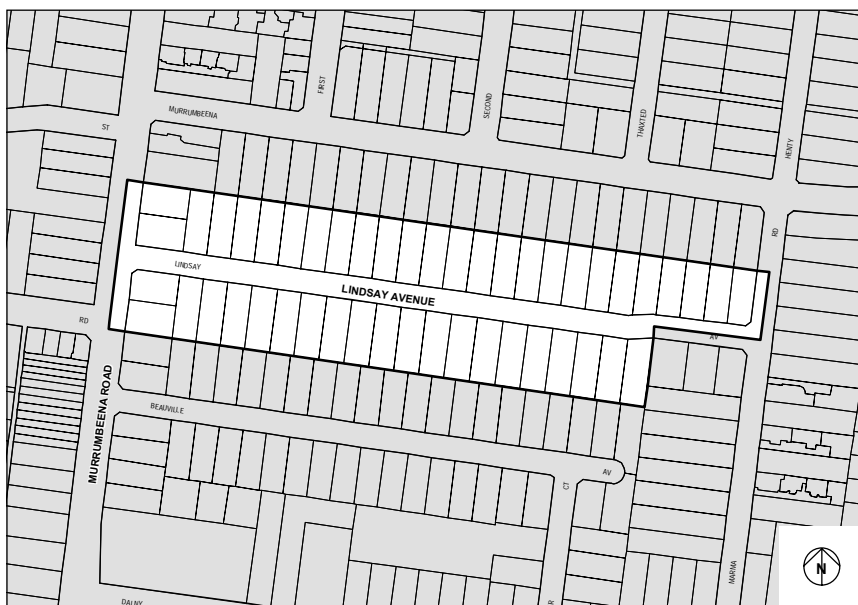 FIRST
SECOND
THAXTED
HENTY
MURRUMBEENA
ST
RD
LINDSAY
LINDSAY AVENUE
RD
AV
MURRUMBEENA ROAD
BEAUVILLE
AV
CT
MARMA
DALNY
N